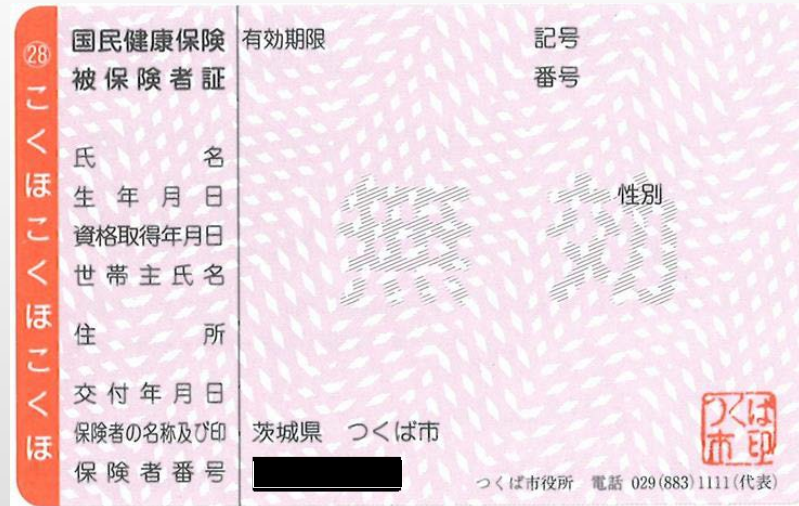 ㉘こくほこくほこくほ
国民健康保険 有効期限 記号
被保険者証 番号
氏名
生年月日 性別
資格取得年月日
世帯主氏名
無効
住所
交付年月日
保険者の名称及び印 茨城県 つくば市
保険者番号
つくば市印
つくば市役所 電話 029(883)1111(代表)